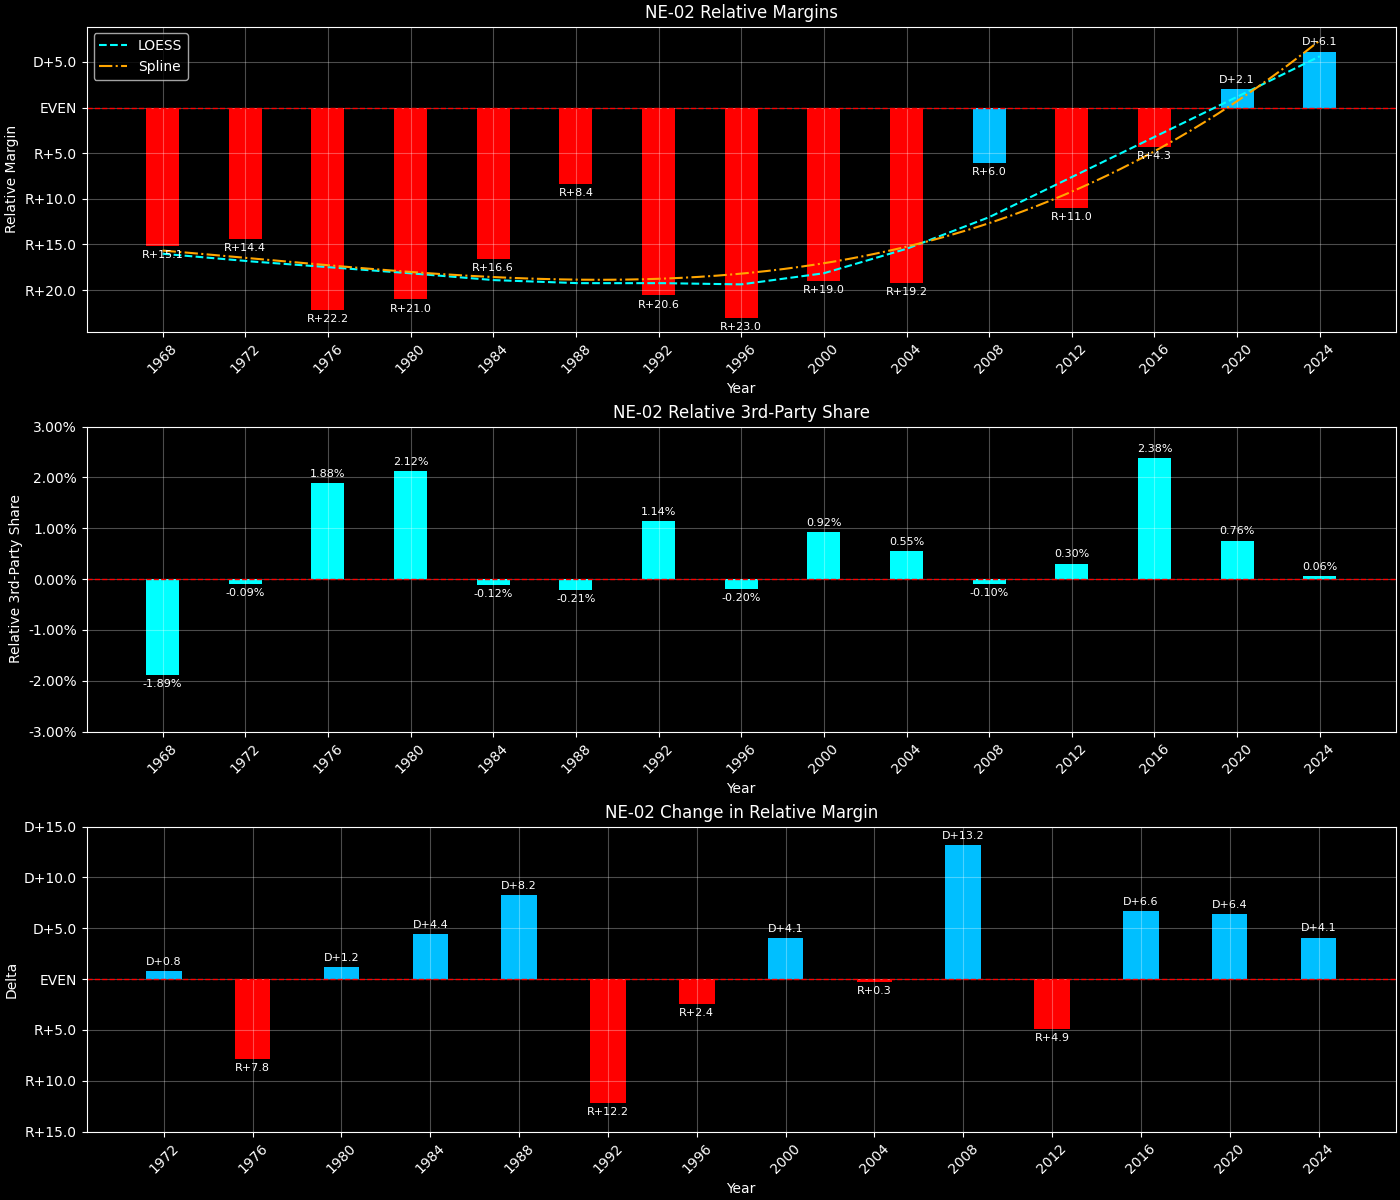 NE-02 Relative Margins
LOESS
Spline
Relative Margin
D+5.0
EVEN
R+5.0
R+10.0
R+15.0
R+20.0
R+15.1
R+14.4
R+22.2
R+21.0
R+16.6
R+8.4
R+20.6
R+23.0
R+19.0
R+19.2
R+6.0
R+11.0
R+4.3
D+2.1
D+6.1
1968
1972
1976
1980
1984
1988
1992
1996
2000
2004
2008
2012
2016
2020
2024
Year
NE-02 Relative 3rd-Party Share
Relative 3rd-Party Share
3.00%
2.00%
1.00%
0.00%
-1.00%
-2.00%
-3.00%
-1.89%
-0.09%
1.88%
2.12%
-0.12%
-0.21%
1.14%
-0.20%
0.92%
0.55%
-0.10%
0.30%
2.38%
0.76%
0.06%
1968
1972
1976
1980
1984
1988
1992
1996
2000
2004
2008
2012
2016
2020
2024
Year
NE-02 Change in Relative Margin
Delta
D+15.0
D+10.0
D+5.0
EVEN
R+5.0
R+10.0
R+15.0
D+0.8
R+7.8
D+1.2
D+4.4
D+8.2
R+12.2
R+2.4
D+4.1
R+0.3
D+13.2
R+4.9
D+6.6
D+6.4
D+4.1
1972
1976
1980
1984
1988
1992
1996
2000
2004
2008
2012
2016
2020
2024
Year